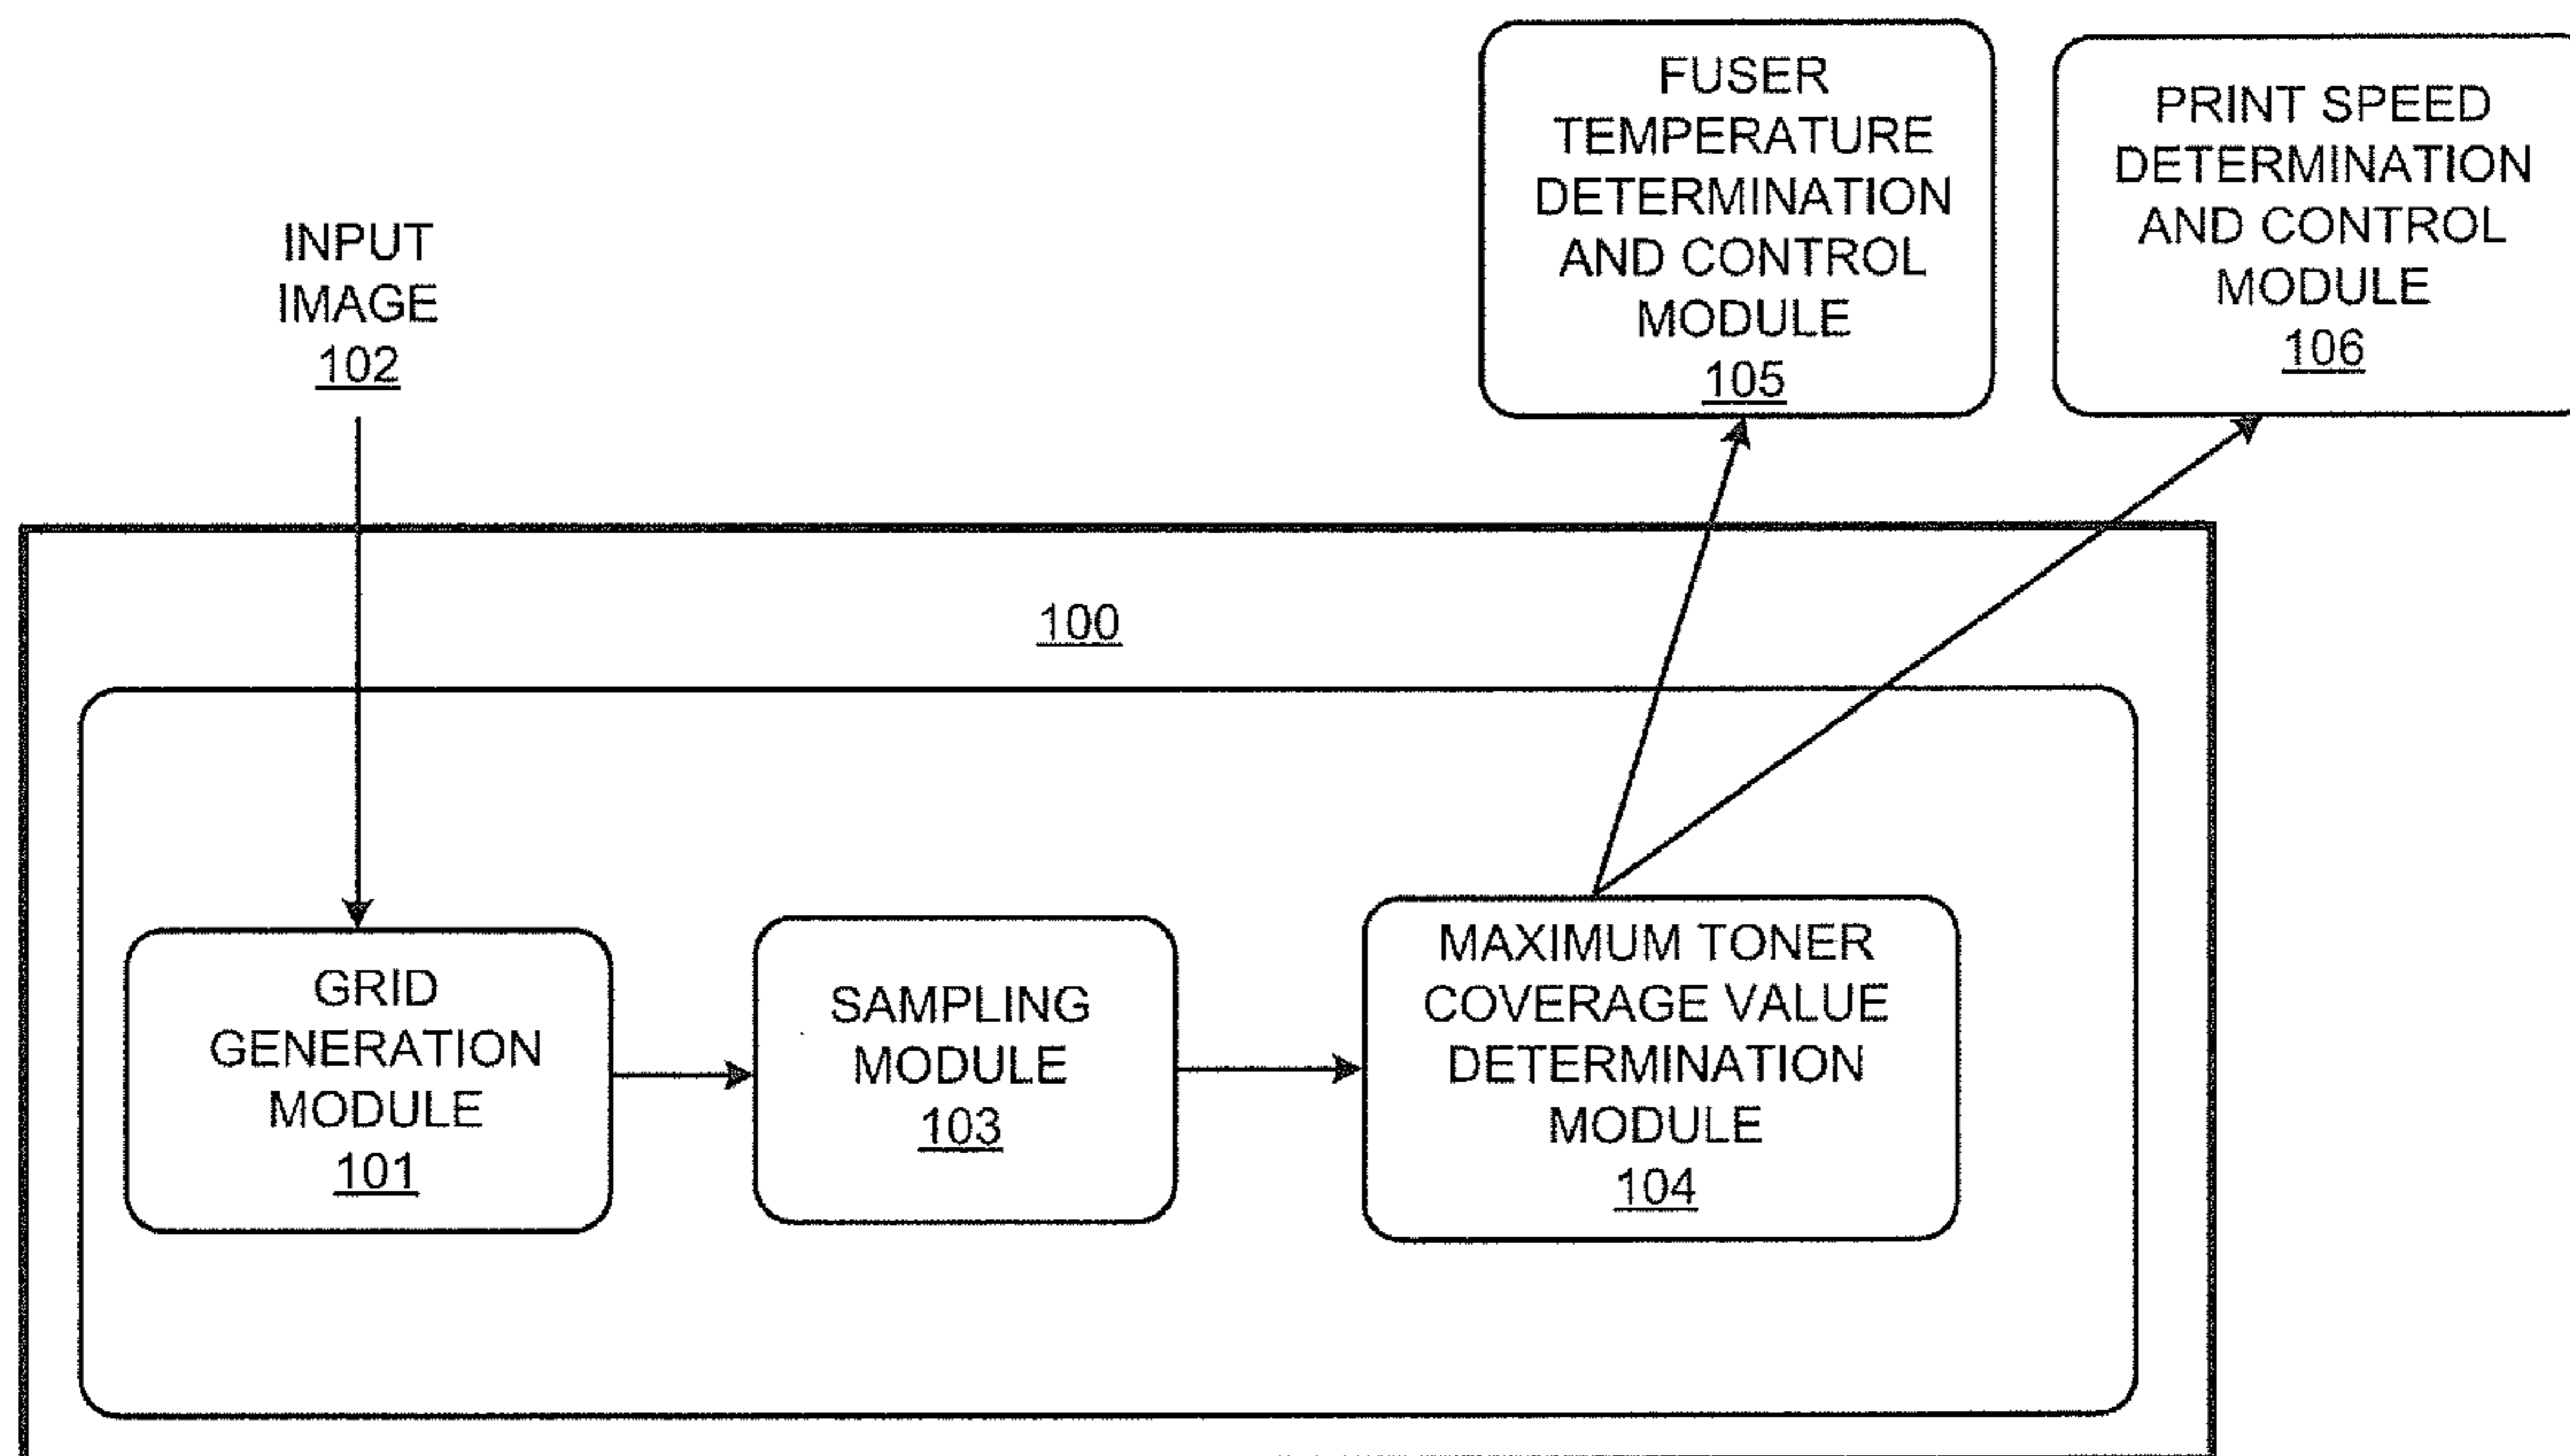 FUSER
TEMPERATURE
DETERMINATION
AND CONTROL
MODULE
105
PRINT SPEED
DETERMINATION
AND CONTROL
MODULE
106
INPUT
IMAGE
102
100
GRID
GENERATION
MODULE
101
SAMPLING
MODULE
103
MAXIMUM TONER
COVERAGE VALUE
DETERMINATION
MODULE
104